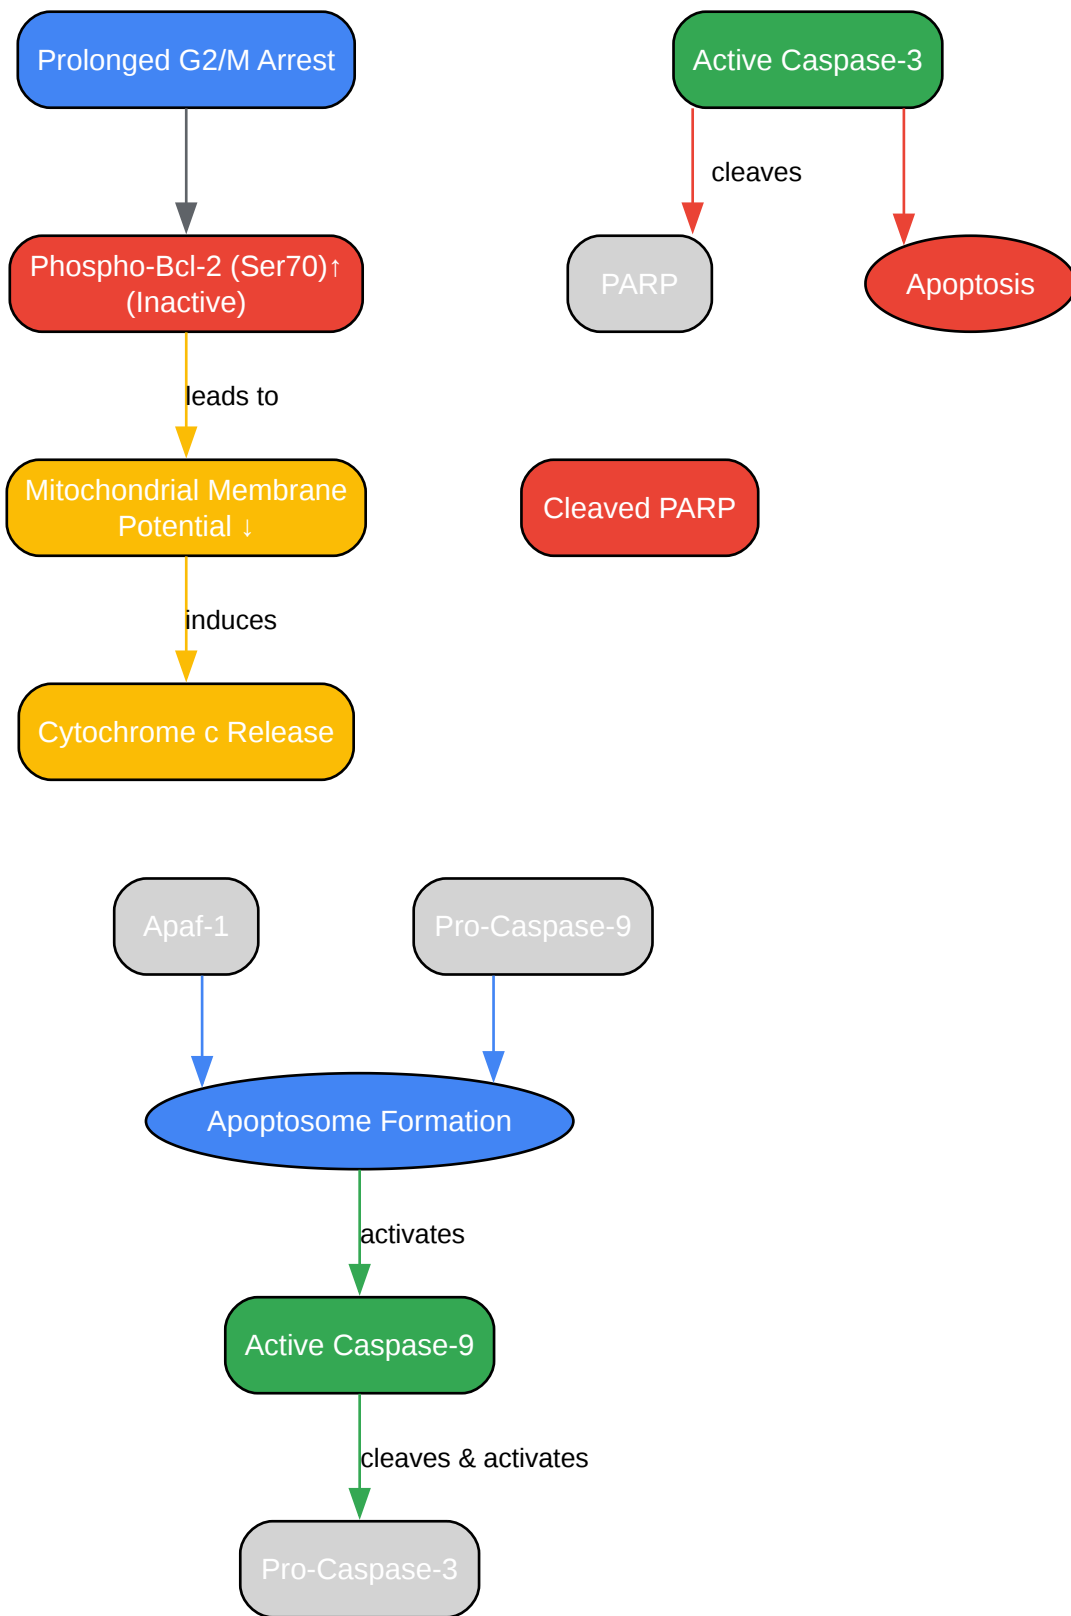 Prolonged G2/M Arrest
Active Caspase-3
cleaves
Phospho-Bcl-2 (Ser70)↑
(Inactive)
PARP
Apoptosis
leads to
Mitochondrial Membrane
Potential ↓
Cleaved PARP
induces
Cytochrome c Release
Apaf-1
Pro-Caspase-9
Apoptosome Formation
activates
Active Caspase-9
cleaves & activates
Pro-Caspase-3